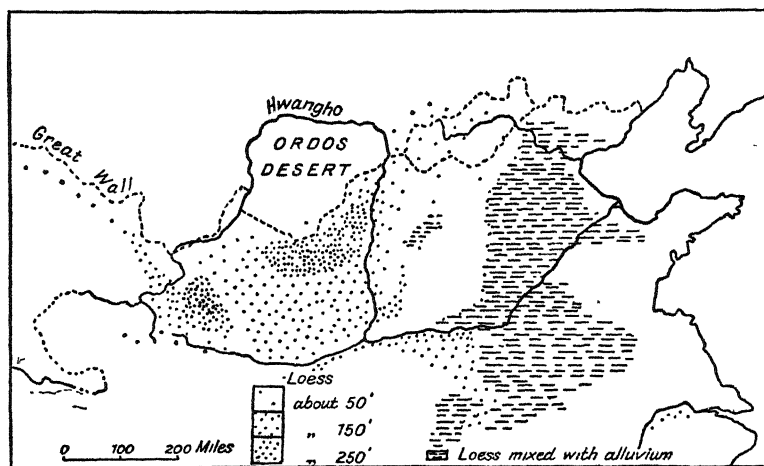 Hwangho
ORDOS
DESERT
Great Wall
Loess
about 50'
„ 150'
„ 250'
0 100 200 Miles
Loess mixed with alluvium